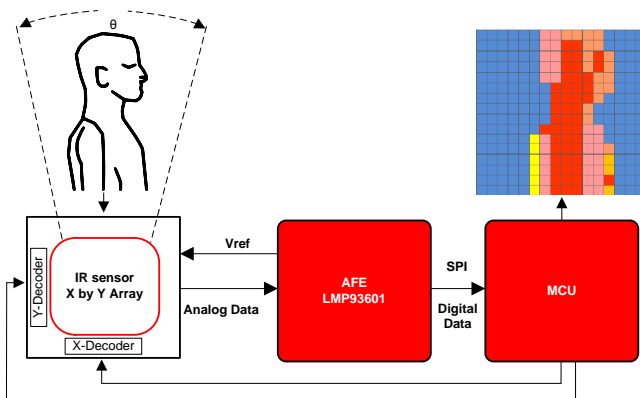 θ
Y-Decoder
IR sensor
X by Y Array
X-Decoder
Vref
Analog Data
AFE
LMP93601
SPI
Digital
Data
MCU